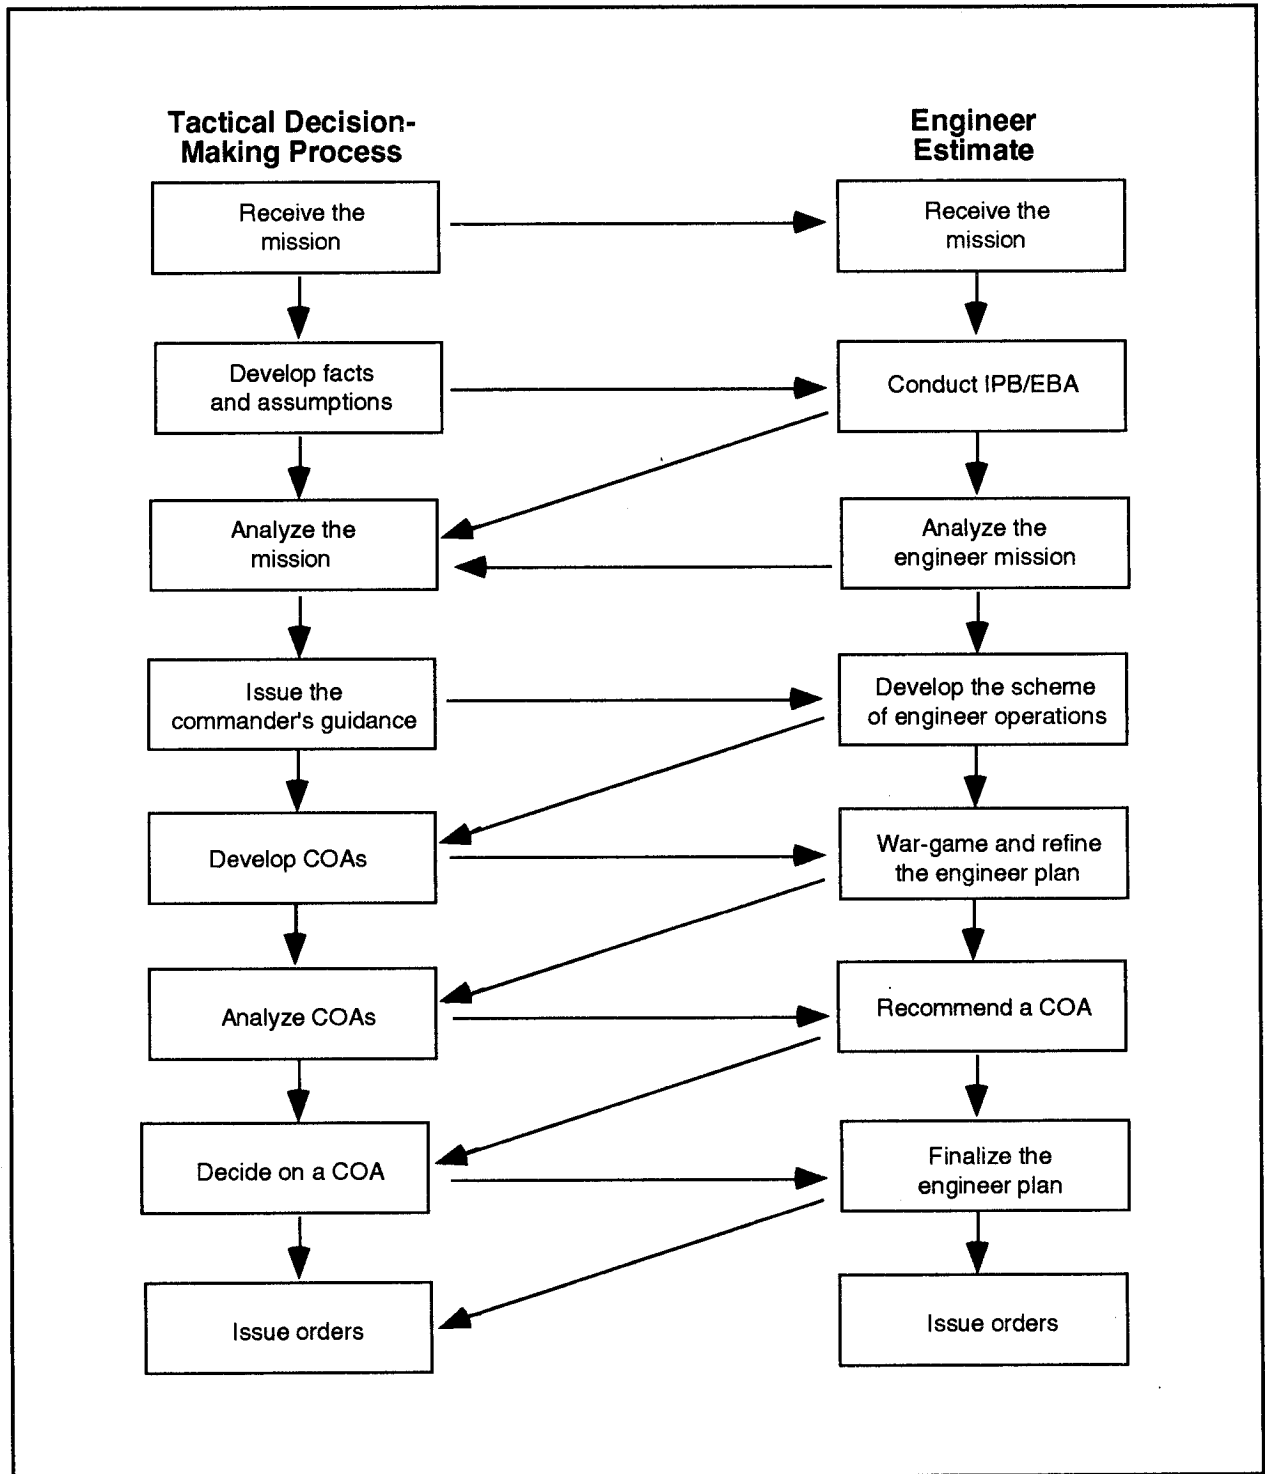 Tactical Decision-
Making Process
Receive the
mission
Develop facts
and assumptions
Analyze the
mission
Issue the
commander's guidance
Develop COAs
Analyze COAs
Decide on a COA
Issue orders
Engineer
Estimate
Receive the
mission
Conduct IPB/EBA
Analyze the
engineer mission
Develop the scheme
of engineer operations
War-game and refine
the engineer plan
Recommend a COA
Finalize the
engineer plan
Issue orders